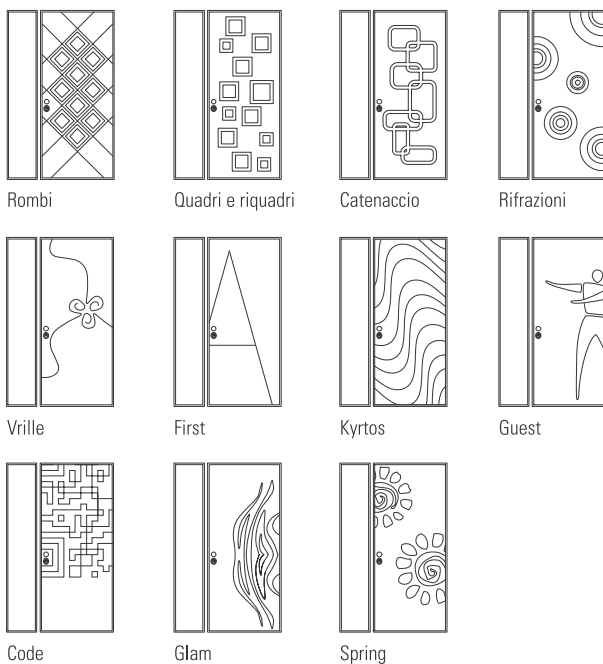 Rombi
Quadri e riquadri
Catenaccio
Rifrazioni
Vrille
First
Kyrtos
Guest
Code
Glam
Spring